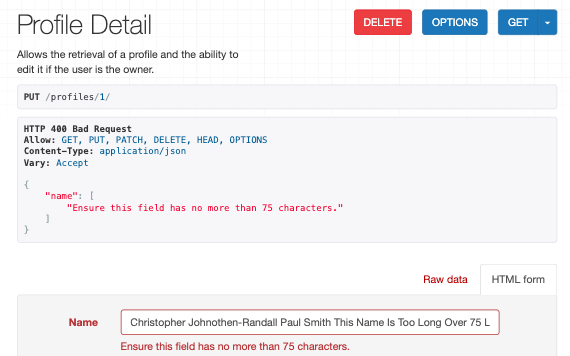 Profile Detail
DELETE
OPTIONS
GET
Allows the retrieval of a profile and the ability to
edit it if the user is the owner.
PUT /profiles/1/
HTTP 400 Bad Request
Allow: GET, PUT, PATCH, DELETE, HEAD, OPTIONS
Content-Type: application/json
Vary: Accept
{
"name": [
"Ensure this field has no more than 75 characters."
]
}
Raw data
HTML form
Name
Christopher Johnothen-Randall Paul Smith This Name Is Too Long Over 75 L
Ensure this field has no more than 75 characters.